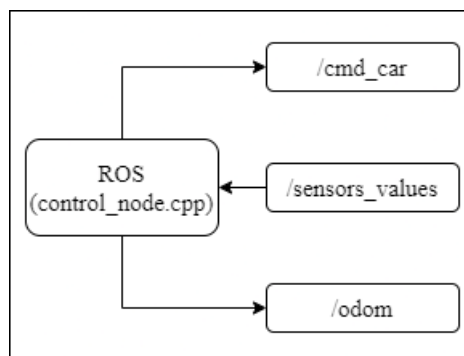 /cmd_car
ROS
(control_node.cpp)
/sensors_values
/odom